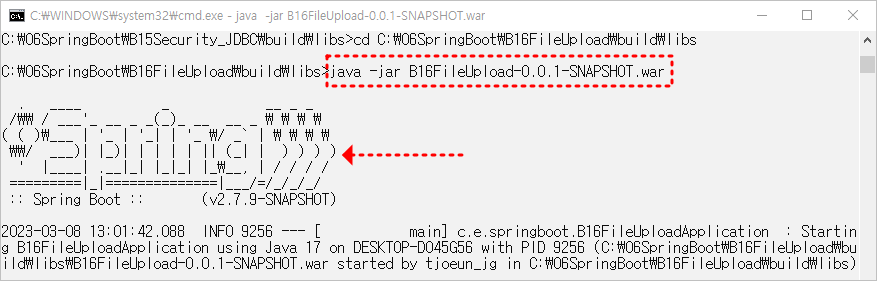 C:\WINDOWS\system32\cmd.exe - java  -jar B16FileUpload-0.0.1-SNAPSHOT.war
C:₩06SpringBoot₩B15Security_JDBC₩build₩libs>cd C:₩06SpringBoot₩B16FileUpload₩build₩libs
C:₩06SpringBoot₩B16FileUpload₩build₩libs>java -jar B16FileUpload-0.0.1-SNAPSHOT.war
  .   ____          _            __ _ _
 /₩₩ / ___'_ __ _ _(_)_ __  __ _ ₩ ₩ ₩ ₩
( ( )₩___ | '_ | '_| | '_ ₩/ _` | ₩ ₩ ₩ ₩
 ₩₩/  ___)| |_)| | | | | || (_| |  ) ) ) )
  '  |____| .__|_| |_|_| |_₩__, | / / / /
 =========|_|==============|___/=/_/_/_/
 :: Spring Boot ::       (v2.7.9-SNAPSHOT)
2023-03-08 13:01:42.088  INFO 9256 --- [           main] c.e.springboot.B16FileUploadApplication  : Startin
g B16FileUploadApplication using Java 17 on DESKTOP-DO45G56 with PID 9256 (C:₩06SpringBoot₩B16FileUpload₩bu
ild₩libs₩B16FileUpload-0.0.1-SNAPSHOT.war started by tjoeun_jg in C:₩06SpringBoot₩B16FileUpload₩build₩libs)